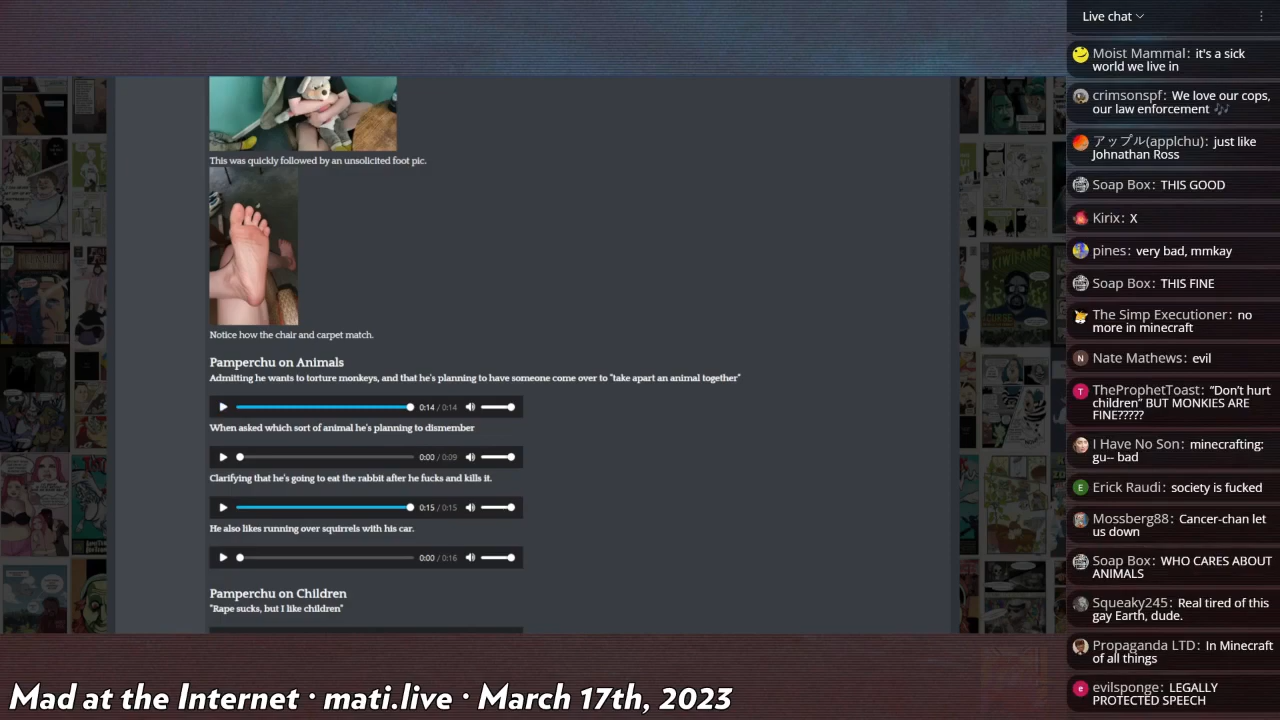 This was quickly followed by an unsolicited foot pic.
Notice how the chair and carpet match.
Pamperchu on Animals
Admitting he wants to torture monkeys, and that he's planning to have someone come over to "take apart an animal together"
0:14 / 0:14
When asked which sort of animal he's planning to dismember
0:00 / 0:09
Clarifying that he's going to eat the rabbit after he fucks and kills it.
0:15 / 0:15
He also likes running over squirrels with his car.
0:00 / 0:16
Pamperchu on Children
"Rape sucks, but I like children"
KIWIFARMS
Mad at the Internet · mati.live · March 17th, 2023
Live chat
Moist Mammal: it's a sick
world we live in
crimsonspf: We love our cops,
our law enforcement 🎶
アップル(applchu): just like
Johnathan Ross
Soap Box: THIS GOOD
Kirix: X
pines: very bad, mmkay
Soap Box: THIS FINE
The Simp Executioner: no
more in minecraft
N
Nate Mathews: evil
T
TheProphetToast: “Don't hurt
children” BUT MONKIES ARE
FINE?????
I Have No Son: minecrafting:
gu-- bad
E
Erick Raudi: society is fucked
Mossberg88: Cancer-chan let
us down
Soap Box: WHO CARES ABOUT
ANIMALS
Squeaky245: Real tired of this
gay Earth, dude.
Propaganda LTD: In Minecraft
of all things
e
evilsponge: LEGALLY
PROTECTED SPEECH